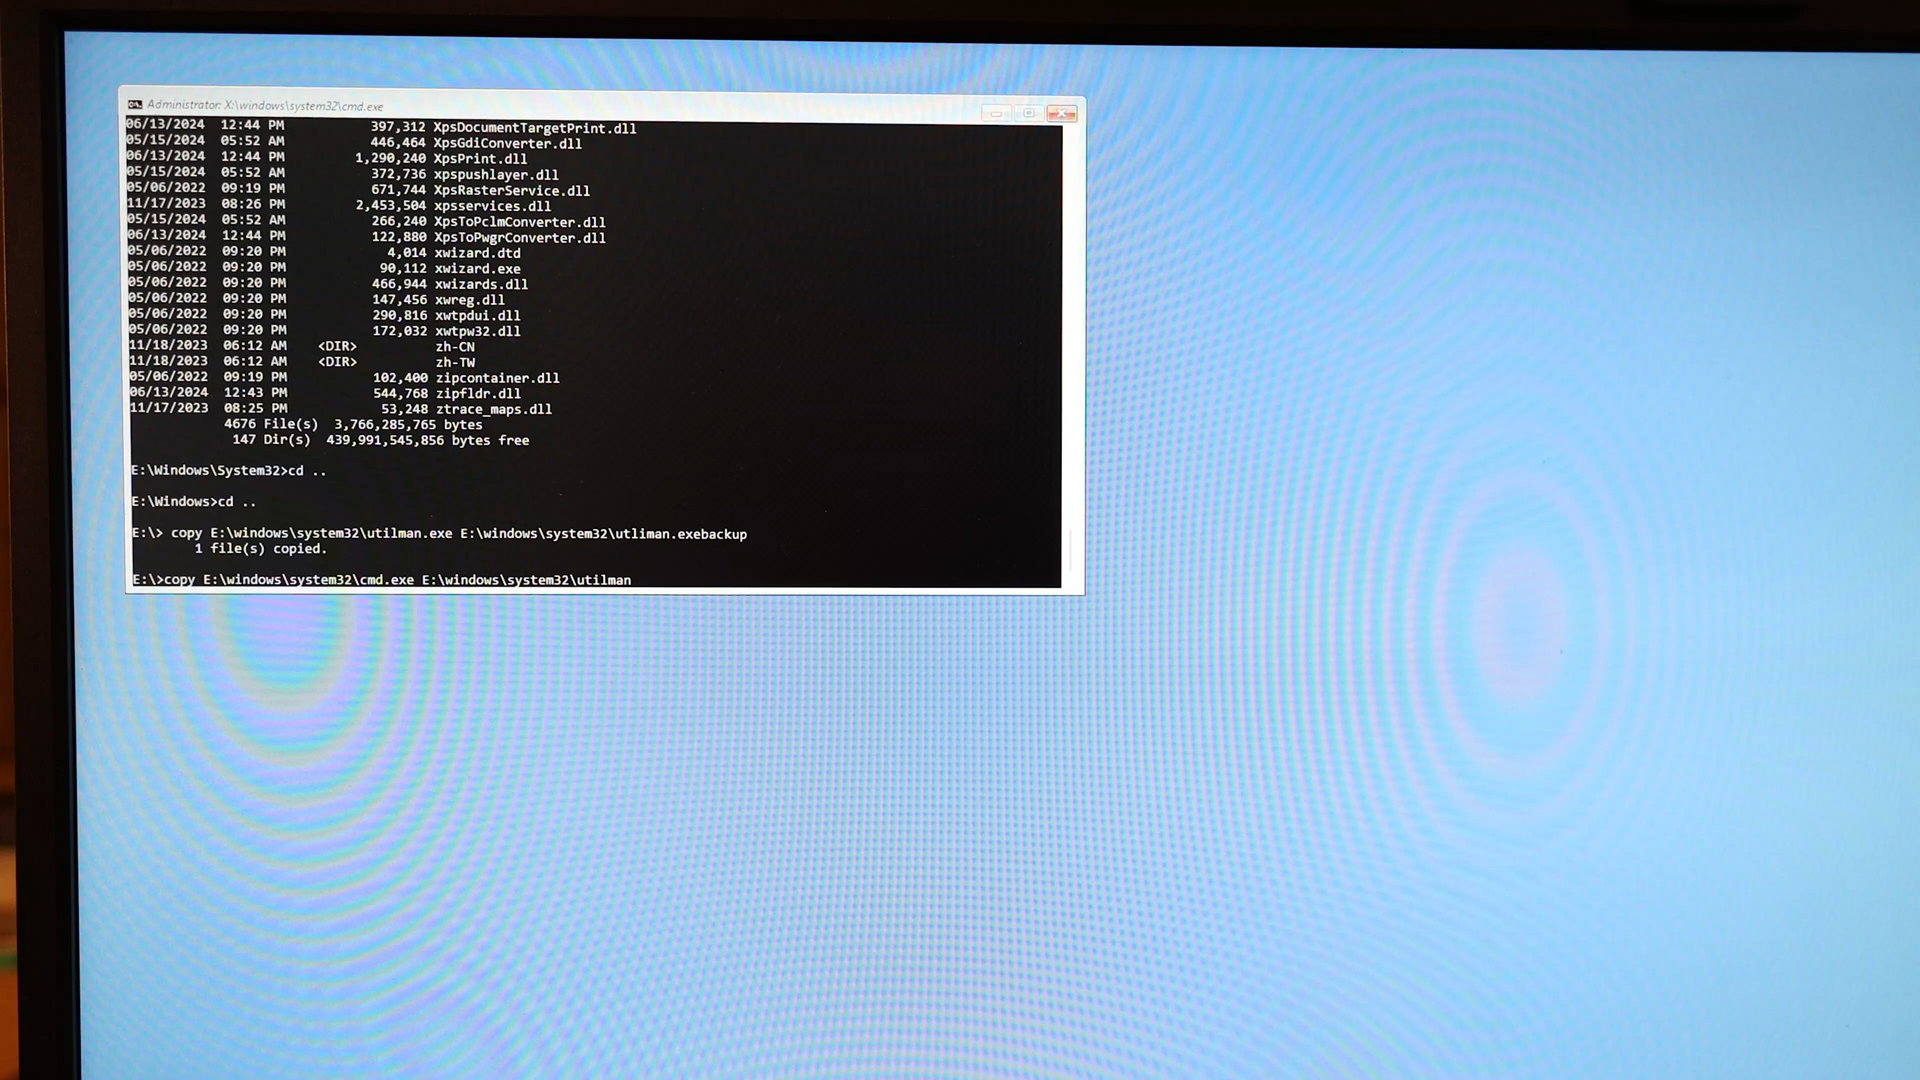 Administrator: X:\windows\system32\cmd.exe
06/13/2024 12:44 PM 397,312 XpsDocumentTargetPrint.dll
05/15/2024 05:52 AM 446,464 XpsGdiConverter.dll
06/13/2024 12:44 PM 1,290,240 XpsPrint.dll
05/15/2024 05:52 AM 372,736 xpspushlayer.dll
05/06/2022 09:19 PM 671,744 XpsRasterService.dll
11/17/2023 08:26 PM 2,453,504 xpsservices.dll
05/15/2024 05:52 AM 266,240 XpsToPclmConverter.dll
06/13/2024 12:44 PM 122,880 XpsToPwgrConverter.dll
05/06/2022 09:20 PM 4,014 xwizard.dtd
05/06/2022 09:20 PM 90,112 xwizard.exe
05/06/2022 09:20 PM 466,944 xwizards.dll
05/06/2022 09:20 PM 147,456 xwreg.dll
05/06/2022 09:20 PM 290,816 xwtpdui.dll
05/06/2022 09:20 PM 172,032 xwtpw32.dll
11/18/2023 06:12 AM <DIR> zh-CN
11/18/2023 06:12 AM <DIR> zh-TW
05/06/2022 09:19 PM 102,400 zipcontainer.dll
06/13/2024 12:43 PM 544,768 zipfldr.dll
11/17/2023 08:25 PM 53,248 ztrace_maps.dll
4676 File(s) 3,766,285,765 bytes
147 Dir(s) 439,991,545,856 bytes free
E:\Windows\System32>cd ..
E:\Windows>cd ..
E:\> copy E:\windows\system32\utilman.exe E:\windows\system32\utliman.exebackup
1 file(s) copied.
E:\>copy E:\windows\system32\cmd.exe E:\windows\system32\utilman